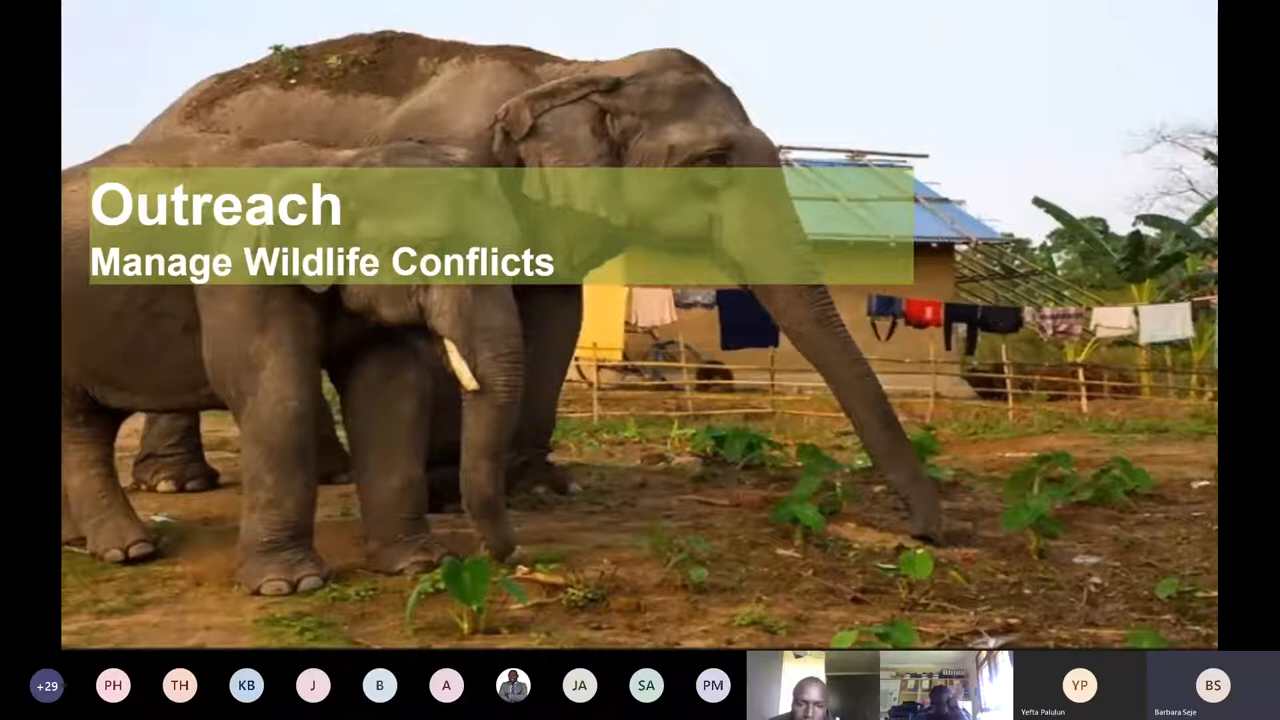 Outreach
Manage Wildlife Conflicts
+29
PH
TH
KB
J
B
A
JA
SA
PM
YP
BS
Yefta Palulun
Barbara Seje